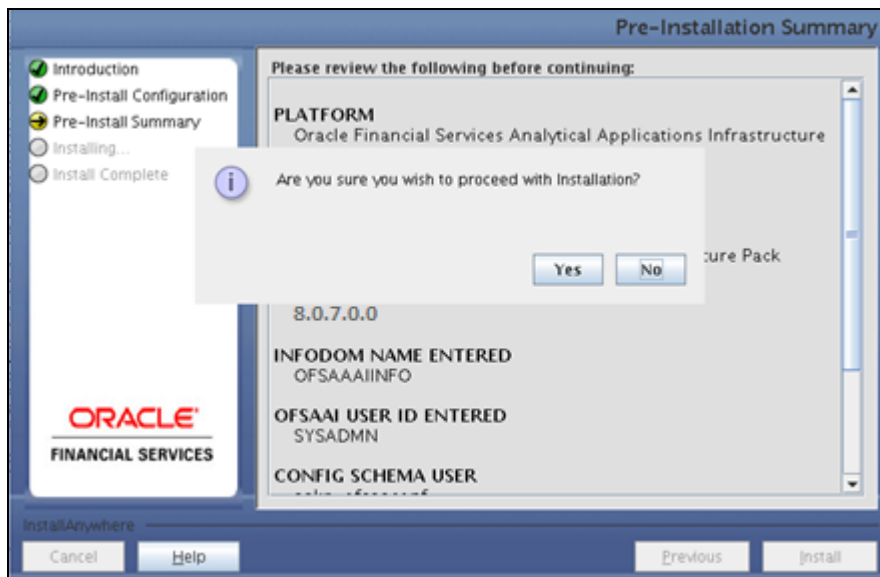 Pre-Installation Summary
Introduction
Pre-Install Configuration
Pre-Install Summary
Installing...
Install Complete
ORACLE'
FINANCIAL SERVICES
Please review the following before continuing:
PLATFORM
Oracle Financial Services Analytical Applications Infrastructure
Are you sure you wish to proceed with Installation?
Yes
No
Pack
8.0.7.0.0
INFODOM NAME ENTERED
OFSAAAIINFO
OFSAAI USER ID ENTERED
SYSADMN
CONFIG SCHEMA USER
InstallAnywhere
Cancel
Help
Previous
Install